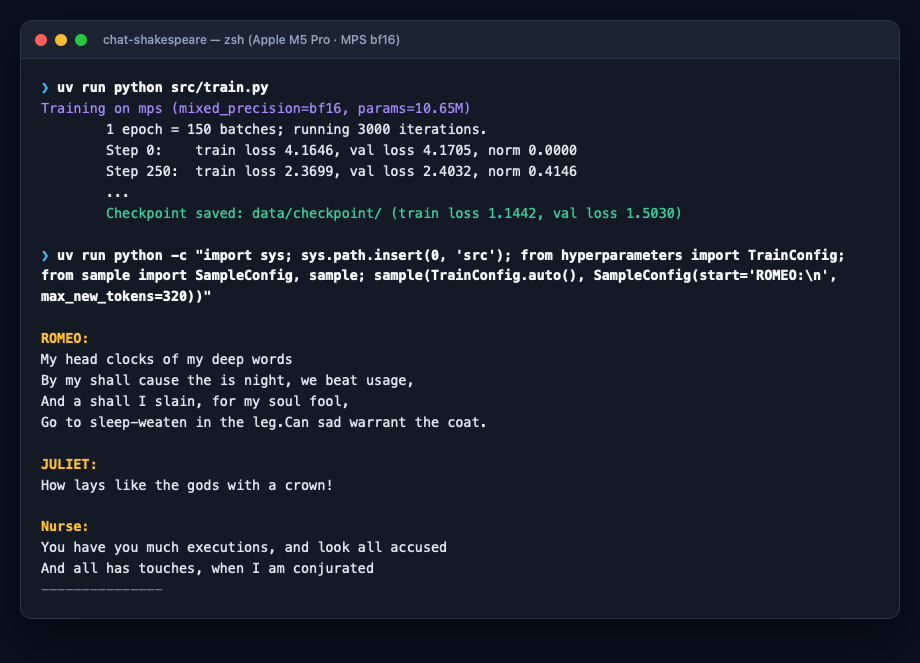 chat-shakespeare — zsh (Apple M5 Pro · MPS bf16)
❯ uv run python src/train.py
Training on mps (mixed_precision=bf16, params=10.65M)
1 epoch = 150 batches; running 3000 iterations.
Step 0:    train loss 4.1646, val loss 4.1705, norm 0.0000
Step 250:  train loss 2.3699, val loss 2.4032, norm 0.4146
...
Checkpoint saved: data/checkpoint/ (train loss 1.1442, val loss 1.5030)
❯ uv run python -c "import sys; sys.path.insert(0, 'src'); from hyperparameters import TrainConfig;
from sample import SampleConfig, sample; sample(TrainConfig.auto(), SampleConfig(start='ROMEO:\n',
max_new_tokens=320))"
ROMEO:
My head clocks of my deep words
By my shall cause the is night, we beat usage,
And a shall I slain, for my soul fool,
Go to sleep-weaten in the leg.Can sad warrant the coat.
JULIET:
How lays like the gods with a crown!
Nurse:
You have you much executions, and look all accused
And all has touches, when I am conjurated
---------------